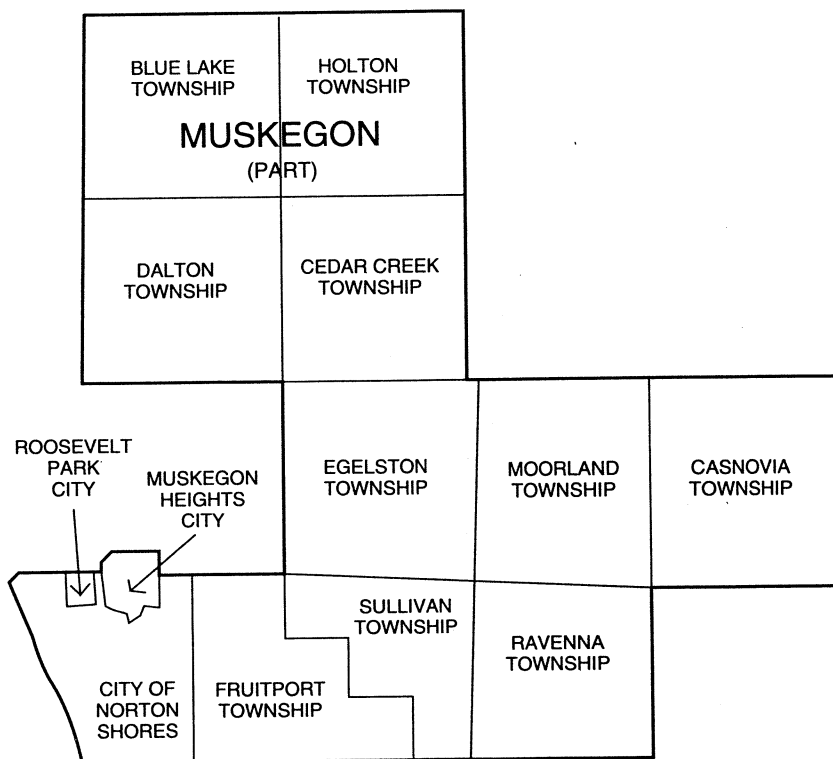 BLUE LAKE
TOWNSHIP
HOLTON
TOWNSHIP
MUSKEGON
(PART)
DALTON
TOWNSHIP
CEDAR CREEK
TOWNSHIP
ROOSEVELT
PARK
CITY
MUSKEGON
HEIGHTS
CITY
EGELSTON
TOWNSHIP
MOORLAND
TOWNSHIP
CASNOVIA
TOWNSHIP
SULLIVAN
TOWNSHIP
RAVENNA
TOWNSHIP
CITY OF
NORTON
SHORES
FRUITPORT
TOWNSHIP